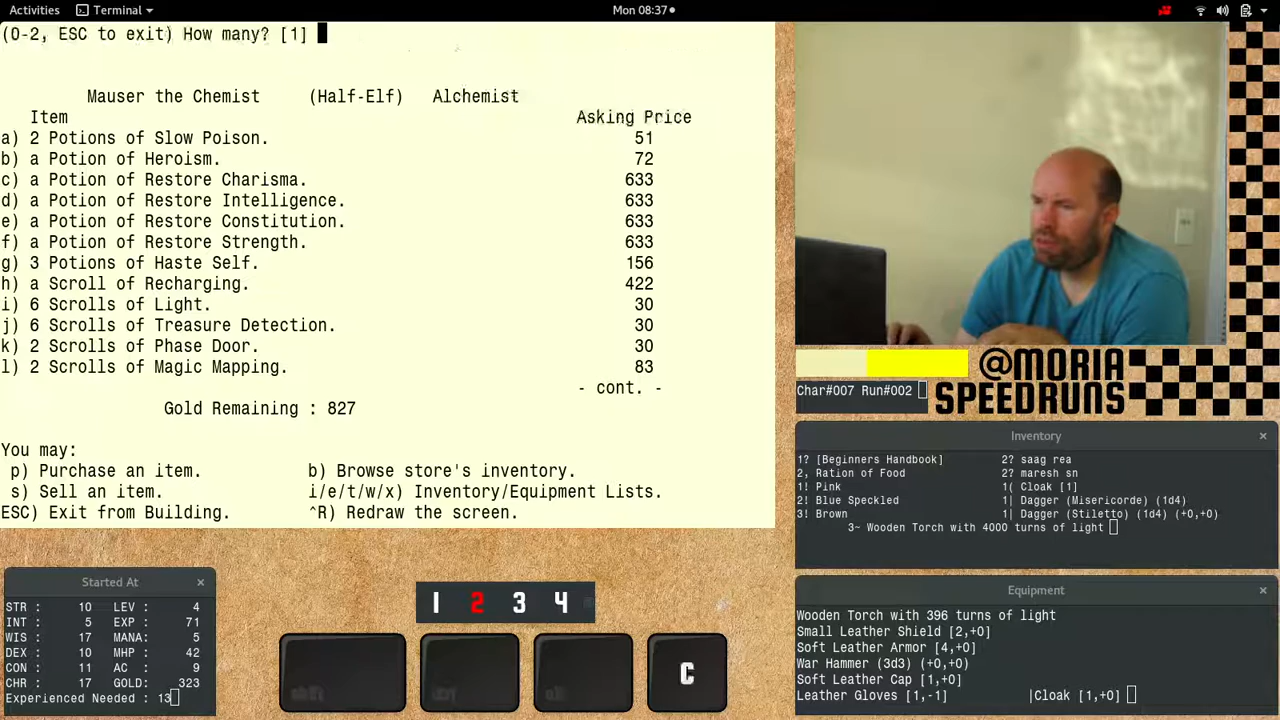 Activities Terminal Mon 08:37
(0-2, ESC to exit) How many? [1]
Mauser the Chemist (Half-Elf) Alchemist
Item Asking Price
a) 2 Potions of Slow Poison. 51
b) a Potion of Heroism. 72
c) a Potion of Restore Charisma. 633
d) a Potion of Restore Intelligence. 633
e) a Potion of Restore Constitution. 633
f) a Potion of Restore Strength. 633
g) 3 Potions of Haste Self. 156
h) a Scroll of Recharging. 422
i) 6 Scrolls of Light. 30
j) 6 Scrolls of Treasure Detection. 30
k) 2 Scrolls of Phase Door. 30
l) 2 Scrolls of Magic Mapping. 83
- cont. -
Gold Remaining : 827
You may:
p) Purchase an item. b) Browse store's inventory.
s) Sell an item. i/e/t/w/x) Inventory/Equipment Lists.
ESC) Exit from Building. ^R) Redraw the screen.
@MORIA
SPEEDRUNS
Char#007 Run#002
Inventory
1? [Beginners Handbook] 2? saag rea
2, Ration of Food 2? maresh sn
1! Pink 1( Cloak [1]
2! Blue Speckled 1| Dagger (Misericorde) (1d4)
3! Brown 1| Dagger (Stiletto) (1d4) (+0,+0)
3~ Wooden Torch with 4000 turns of light
Equipment
Wooden Torch with 396 turns of light
Small Leather Shield [2,+0]
Soft Leather Armor [4,+0]
War Hammer (3d3) (+0,+0)
Soft Leather Cap [1,+0]
Leather Gloves [1,-1] |Cloak [1,+0]
Started At
STR : 10 LEV : 4
INT : 5 EXP : 71
WIS : 17 MANA: 5
DEX : 10 MHP : 42
CON : 11 AC : 9
CHR : 17 GOLD: 323
Experienced Needed : 13
1 2 3 4
C